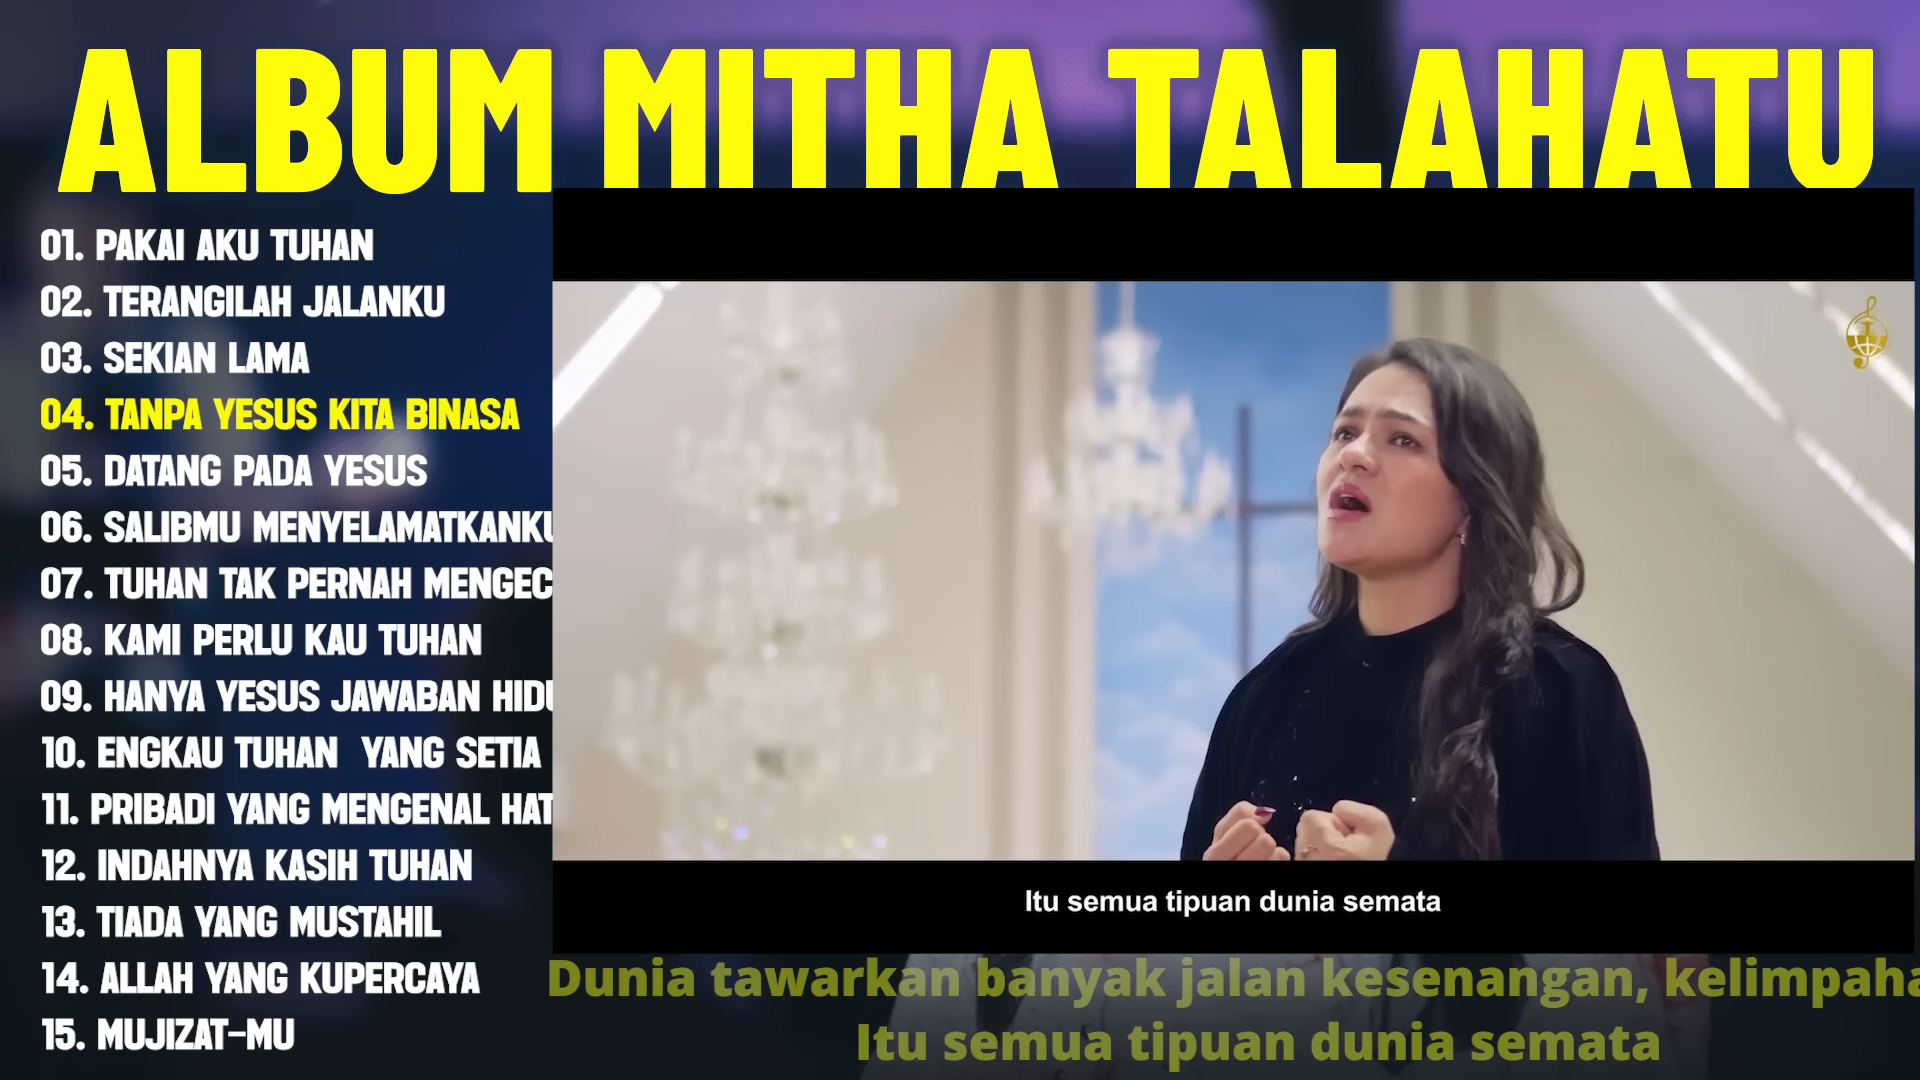 ALBUM MITHA TALAHATU
01. PAKAI AKU TUHAN
02. TERANGILAH JALANKU
03. SEKIAN LAMA
04. TANPA YESUS KITA BINASA
05. DATANG PADA YESUS
06. SALIBMU MENYELAMATKANKU
07. TUHAN TAK PERNAH MENGEC
08. KAMI PERLU KAU TUHAN
09. HANYA YESUS JAWABAN HIDU
10. ENGKAU TUHAN YANG SETIA
11. PRIBADI YANG MENGENAL HAT
12. INDAHNYA KASIH TUHAN
13. TIADA YANG MUSTAHIL
14. ALLAH YANG KUPERCAYA
15. MUJIZAT-MU
Itu semua tipuan dunia semata
Dunia tawarkan banyak jalan kesenangan, kelimpaha
Itu semua tipuan dunia semata